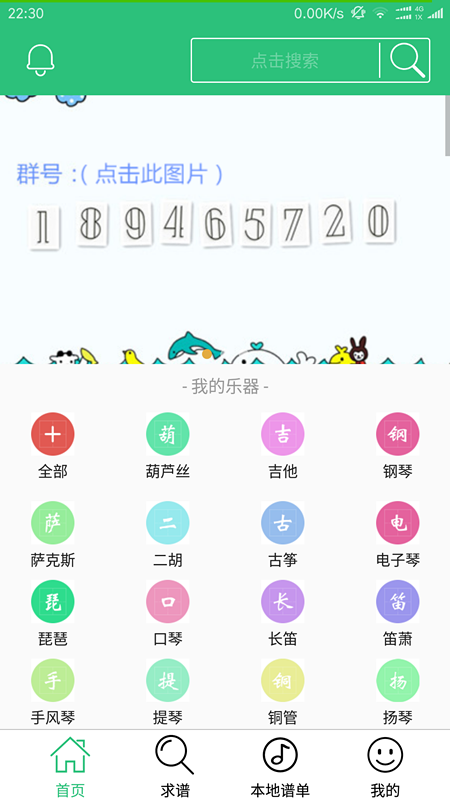 22:30 0.00K/s 4G 1X
点击搜索
群号：(点击此图片)
189465720
- 我的乐器 -
葫 吉 钢
全部 葫芦丝 吉他 钢琴
萨 二 古 电
萨克斯 二胡 古筝 电子琴
琵 口 长 笛
琵琶 口琴 长笛 笛萧
手 提 铜 扬
手风琴 提琴 铜管 扬琴
首页 求谱 本地谱单 我的